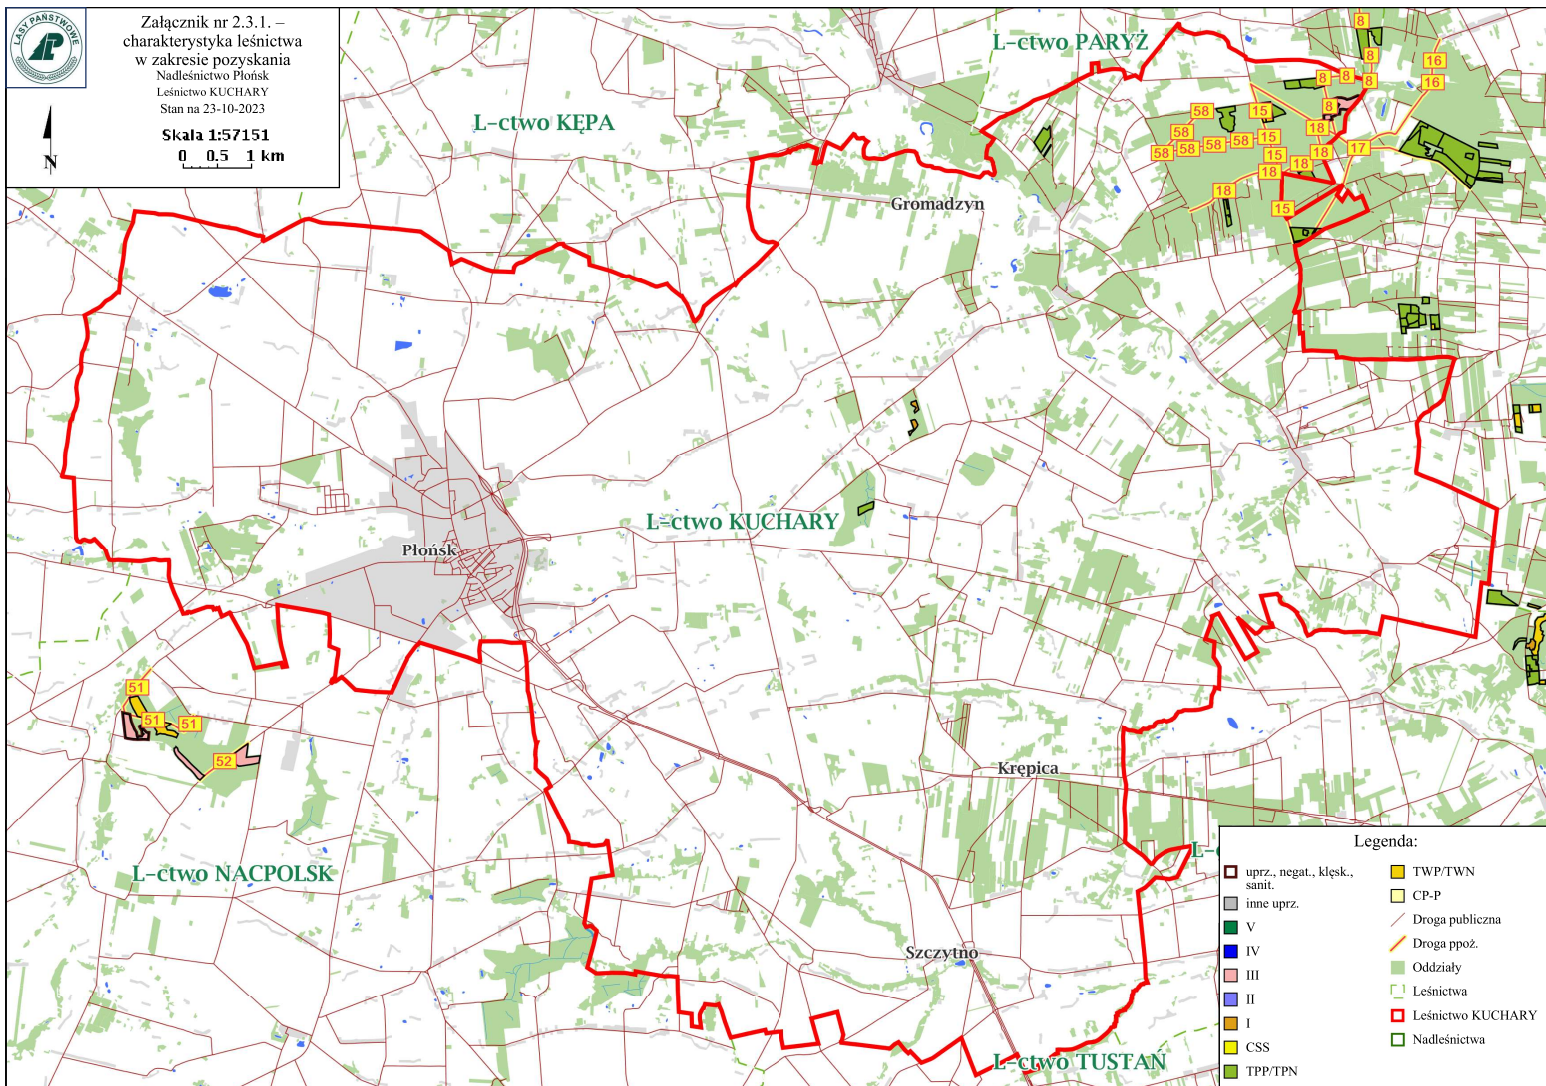 LASY PAŃSTWOWE
Załącznik nr 2.3.1. –
charakterystyka leśnictwa
w zakresie pozyskania
Nadleśnictwo Płońsk
Leśnictwo KUCHARY
Stan na 23-10-2023
Skala 1:57151
0 0.5 1 km
N
L-ctwo PARYŻ
L-ctwo KĘPA
Gromadzyn
L-ctwo KUCHARY
Płońsk
Krępica
L-ctwo NACPOLSK
Szczytno
L-ctwo TUSTAŃ
8
16
8
8
8
16
8
15
18
58
58
58
58
58
58
15
15
18
17
18
18
18
15
51
51
51
52
Legenda:
uprz., negat., klęsk.,
sanit.
inne uprz.
V
IV
III
II
I
CSS
TPP/TPN
TWP/TWN
CP-P
Droga publiczna
Droga ppoż.
Oddziały
Leśnictwa
Leśnictwo KUCHARY
Nadleśnictwa